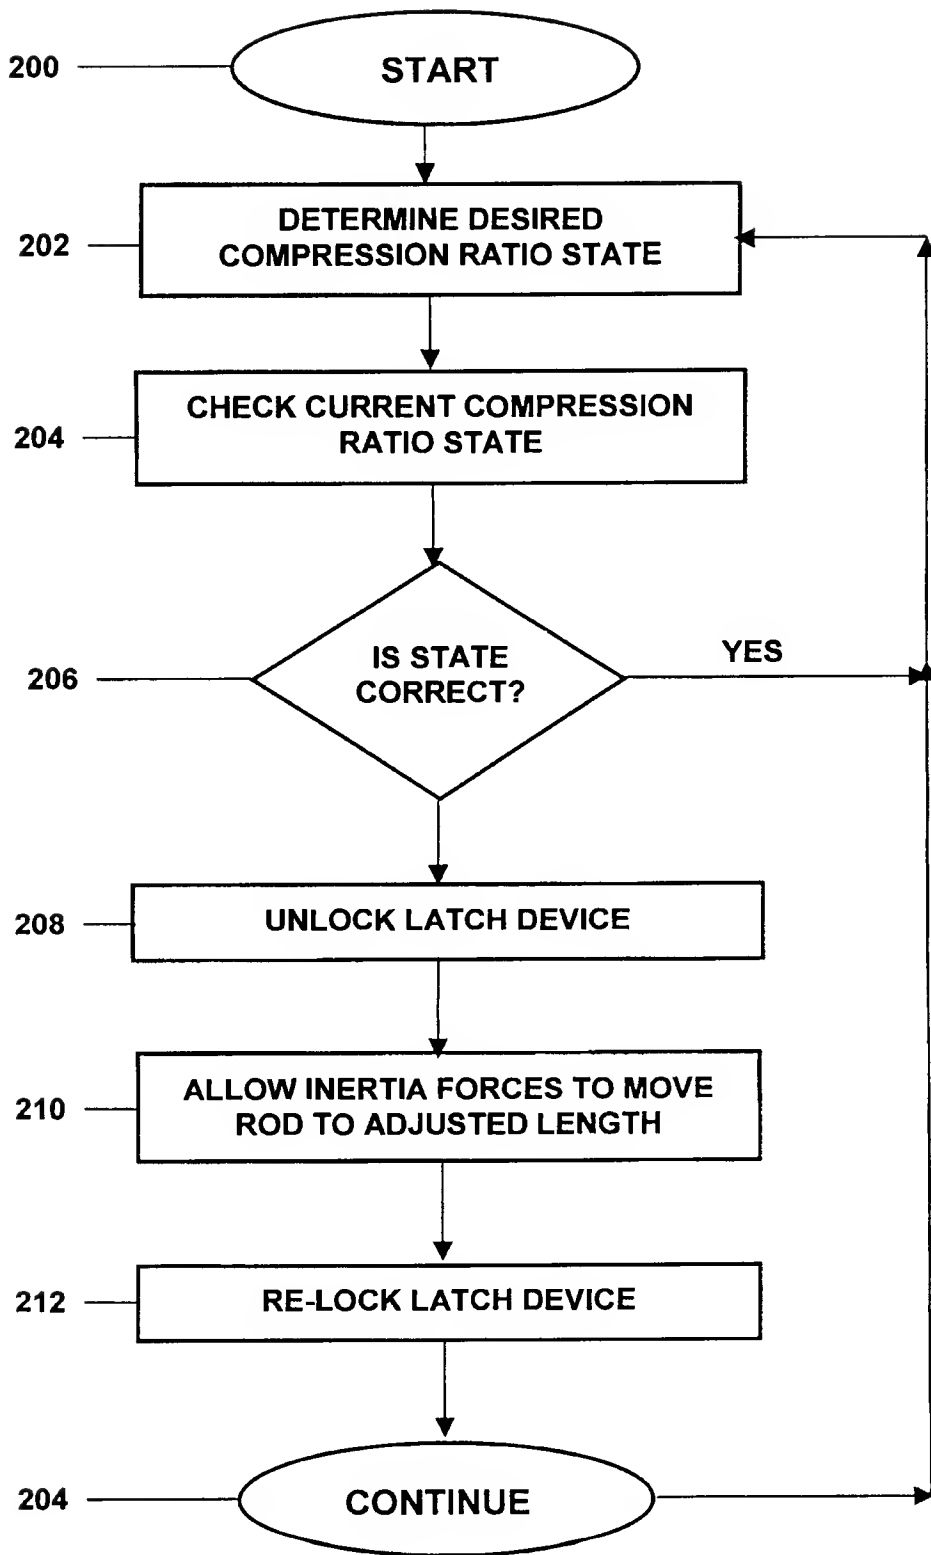 200
START
202
DETERMINE DESIRED
COMPRESSION RATIO STATE
204
CHECK CURRENT COMPRESSION
RATIO STATE
206
IS STATE
CORRECT?
YES
208
UNLOCK LATCH DEVICE
210
ALLOW INERTIA FORCES TO MOVE
ROD TO ADJUSTED LENGTH
212
RE-LOCK LATCH DEVICE
204
CONTINUE